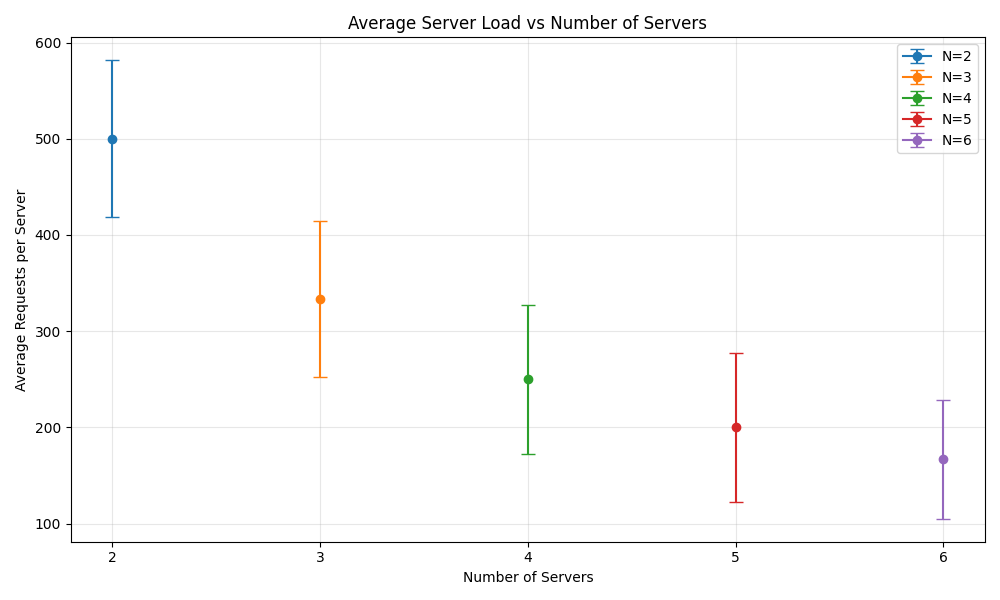 Average Server Load vs Number of Servers
600
500
400
300
200
100
Average Requests per Server
N=2
N=3
N=4
N=5
N=6
2 3 4 5 6
Number of Servers